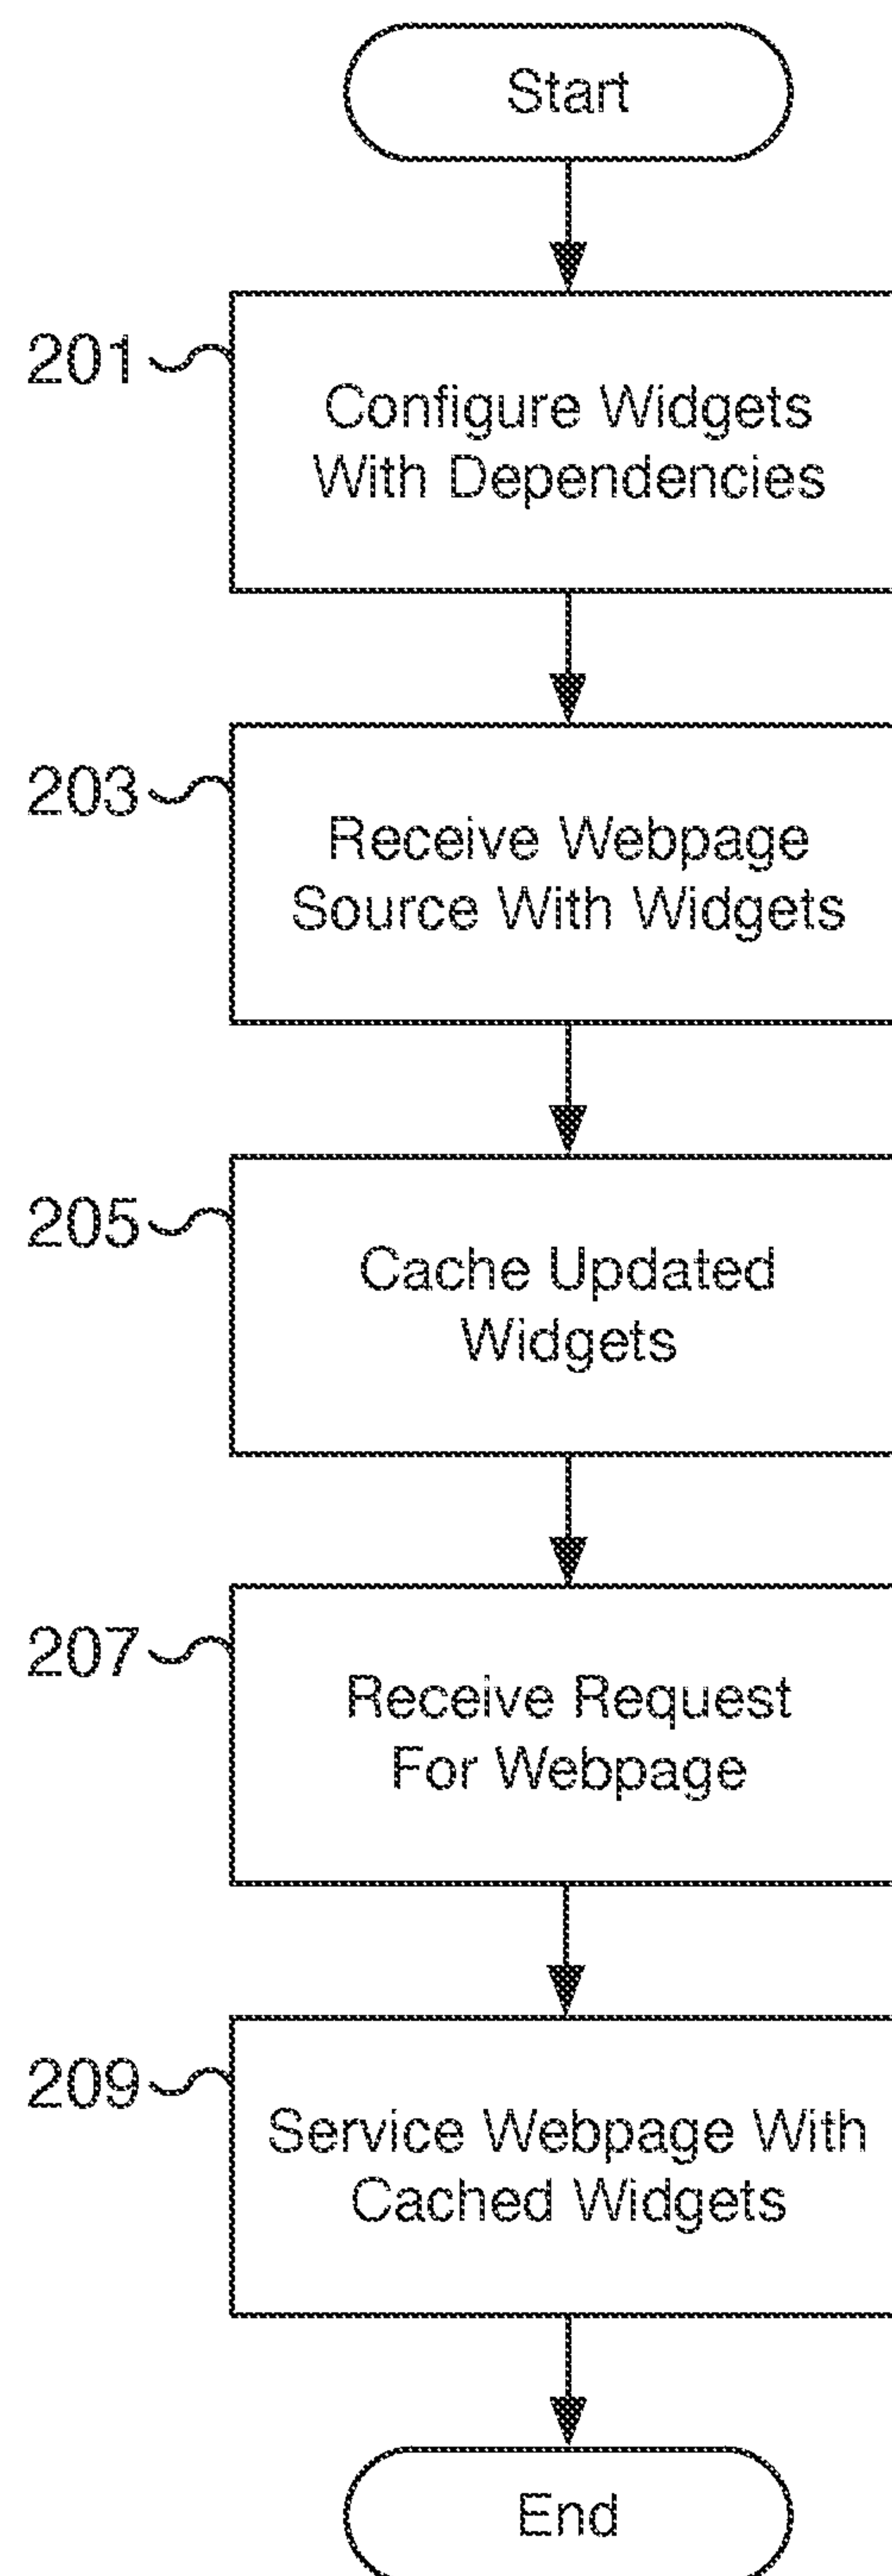 Start
201
Configure Widgets
With Dependencies
203
Receive Webpage
Source With Widgets
205
Cache Updated
Widgets
207
Receive Request
For Webpage
209
Service Webpage With
Cached Widgets
End